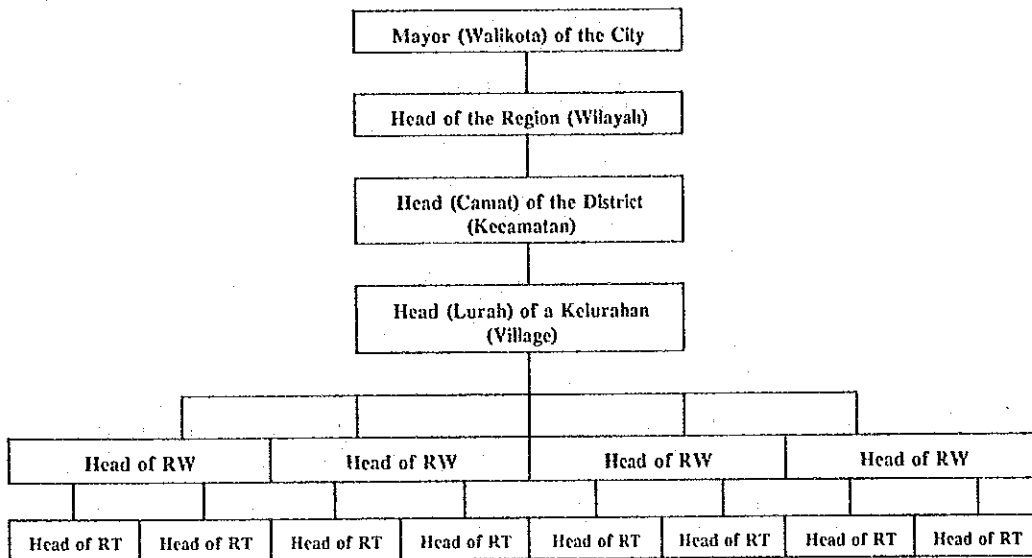 Mayor (Walikota) of the City
Head of the Region (Wilayah)
Head (Camat) of the District
(Kecamatan)
Head (Lurah) of a Kelurahan
(Village)
Head of RW Head of RW Head of RW Head of RW
Head of RT Head of RT Head of RT Head of RT Head of RT Head of RT Head of RT Head of RT